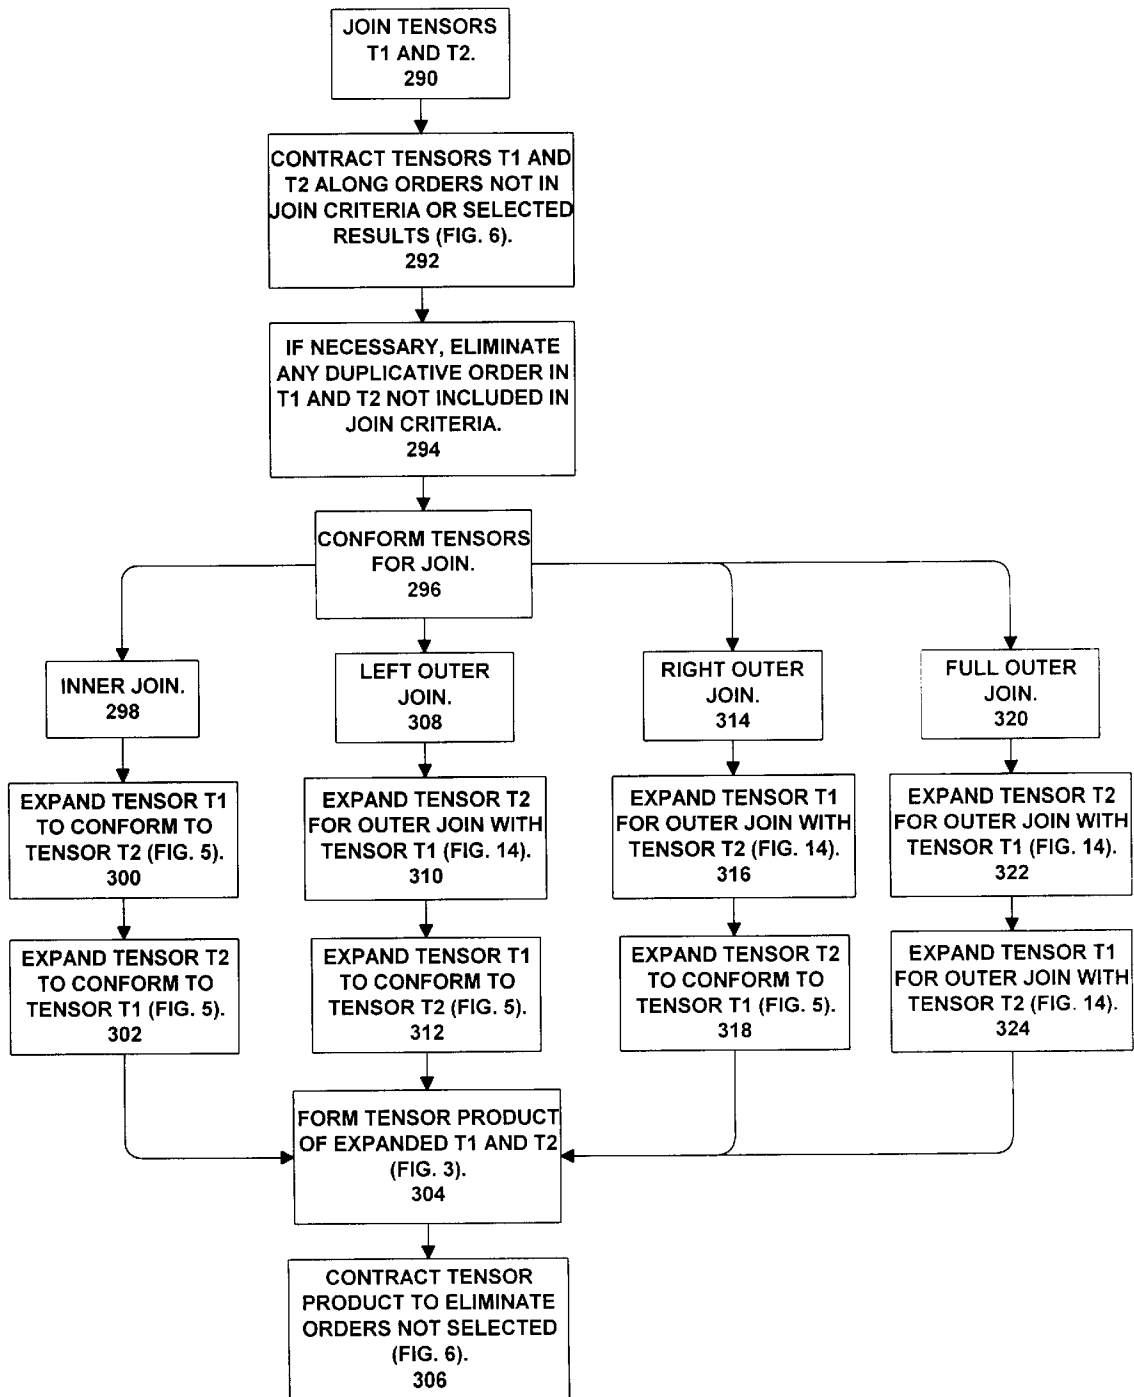 JOIN TENSORS
T1 AND T2.
290
CONTRACT TENSORS T1 AND
T2 ALONG ORDERS NOT IN
JOIN CRITERIA OR SELECTED
RESULTS (FIG. 6).
292
IF NECESSARY, ELIMINATE
ANY DUPLICATIVE ORDER IN
T1 AND T2 NOT INCLUDED IN
JOIN CRITERIA.
294
CONFORM TENSORS
FOR JOIN.
296
INNER JOIN.
298
EXPAND TENSOR T1
TO CONFORM TO
TENSOR T2 (FIG. 5).
300
EXPAND TENSOR T2
TO CONFORM TO
TENSOR T1 (FIG. 5).
302
LEFT OUTER
JOIN.
308
EXPAND TENSOR T2
FOR OUTER JOIN WITH
TENSOR T1 (FIG. 14).
310
EXPAND TENSOR T1
TO CONFORM TO
TENSOR T2 (FIG. 5).
312
RIGHT OUTER
JOIN.
314
EXPAND TENSOR T1
FOR OUTER JOIN WITH
TENSOR T2 (FIG. 14).
316
EXPAND TENSOR T2
TO CONFORM TO
TENSOR T1 (FIG. 5).
318
FULL OUTER
JOIN.
320
EXPAND TENSOR T2
FOR OUTER JOIN WITH
TENSOR T1 (FIG. 14).
322
EXPAND TENSOR T1
FOR OUTER JOIN WITH
TENSOR T2 (FIG. 14).
324
FORM TENSOR PRODUCT
OF EXPANDED T1 AND T2
(FIG. 3).
304
CONTRACT TENSOR
PRODUCT TO ELIMINATE
ORDERS NOT SELECTED
(FIG. 6).
306